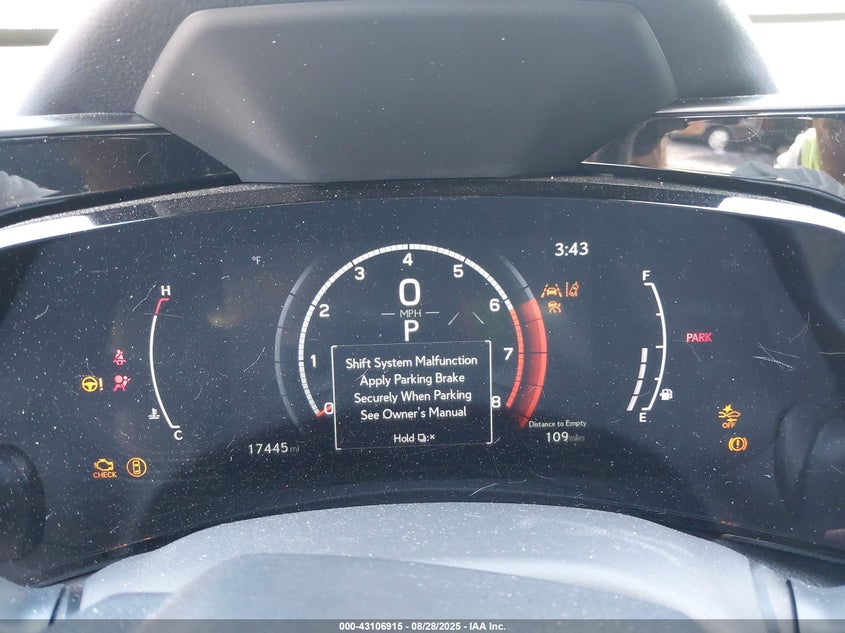 3:43
°F
H
F
0
MPH
P
0
1
2
3
4
5
6
7
8
PARK
Shift System Malfunction
Apply Parking Brake
Securely When Parking
See Owner's Manual
Hold :×
C
E
Distance to Empty
109 miles
17445 mi
OFF
CHECK
000-43106915 | 08/28/2025 - IAA Inc.